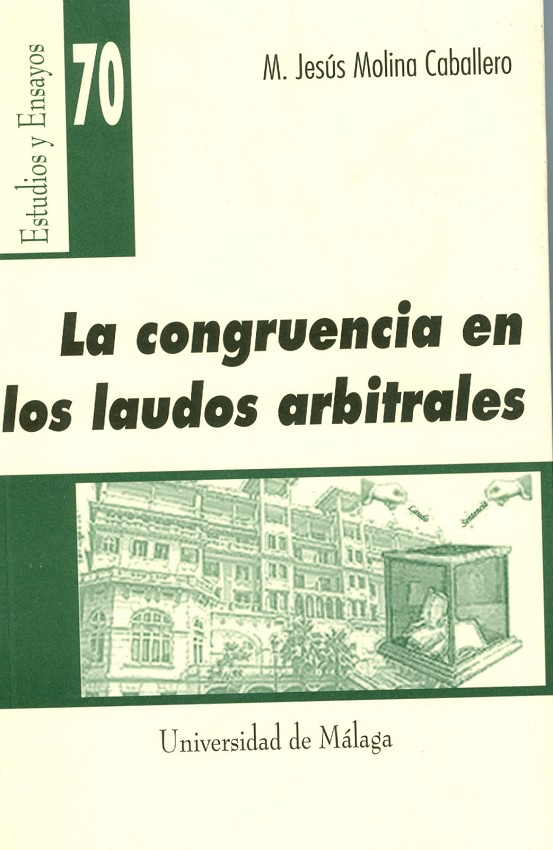 Estudios y Ensayos
70
M. Jesús Molina Caballero
La congruencia en
los laudos arbitrales
Laudo
Sentencia
Universidad de Málaga